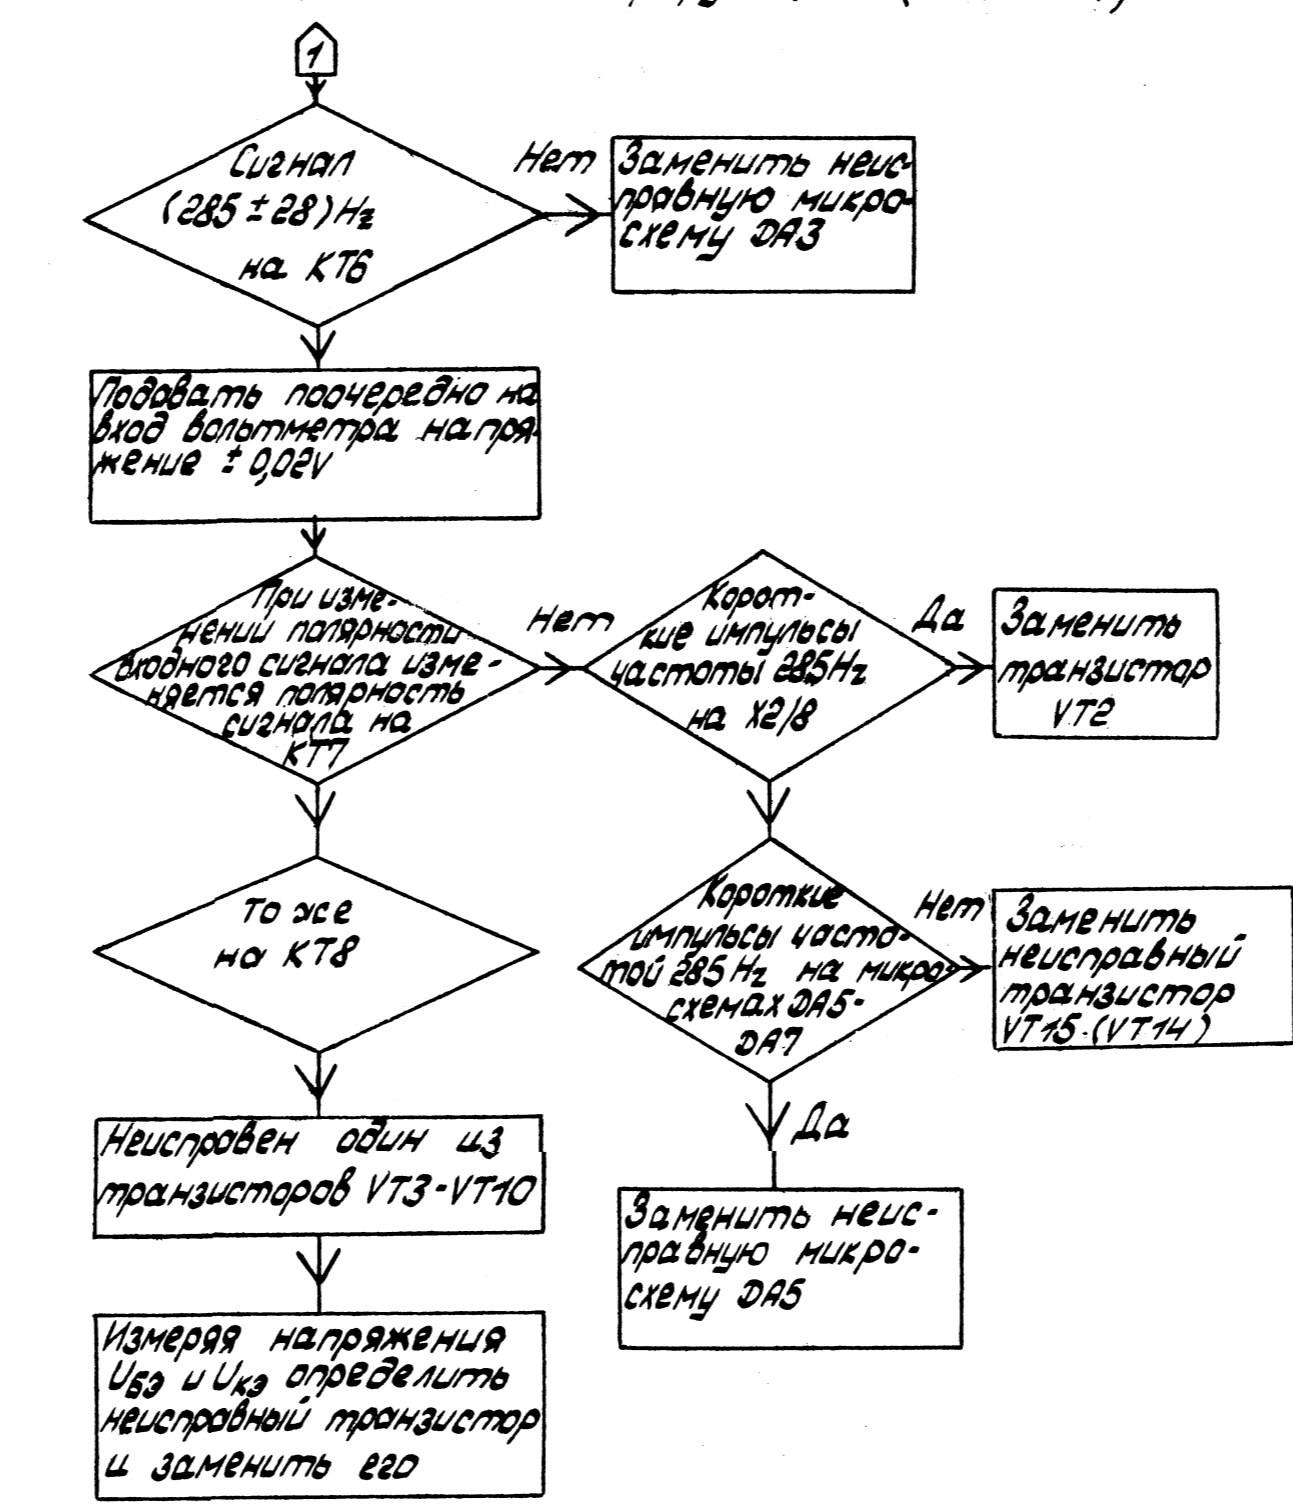 1
Сигнал
(285 ± 28) Hz
на КТ6
Нет
Заменить неис-
правную микро-
схему DA3
Подавать поочередно на
вход вольтметра напря-
жение ± 0,02V
При изме-
нении полярности
входного сигнала изме-
няется полярность
сигнала на
КТ7
Нет
Корот-
кие импульсы
частоты 285Hz
на X2/8
Да
Заменить
транзистор
VT2
То же
на КТ8
Короткие
импульсы часто-
той 285 Hz на микро-
схемах DA5-
DA7
Нет
Заменить
неисправный
транзистор
VT15 (VT14)
Да
Неисправен один из
транзисторов VT3-VT10
Заменить неис-
правную микро-
схему DA5
Измеряя напряжения
UБЭ и UКЭ определить
неисправный транзистор
и заменить его